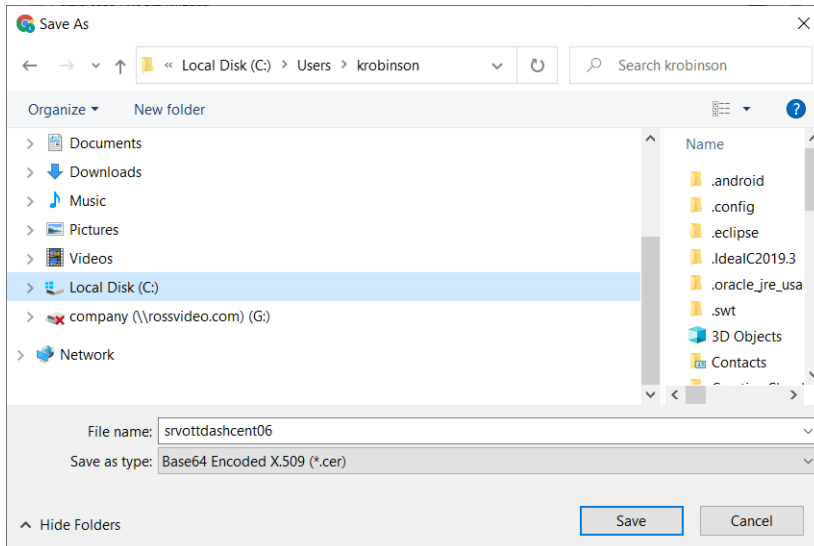 Save As
« Local Disk (C:) > Users > krobinson
Search krobinson
Organize
New folder
?
Documents
Downloads
Music
Pictures
Videos
Local Disk (C:)
company (\\rossvideo.com) (G:)
Network
Name
.android
.config
.eclipse
.IdeaIC2019.3
.oracle_jre_usa
.swt
3D Objects
Contacts
File name: srvottdashcent06
Save as type: Base64 Encoded X.509 (*.cer)
Hide Folders
Save
Cancel